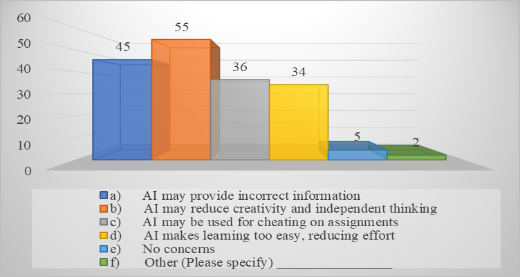 60
50
40
30
20
10
0
45
55
36
34
5
2
a) AI may provide incorrect information
b) AI may reduce creativity and independent thinking
c) AI may be used for cheating on assignments
d) AI makes learning too easy, reducing effort
e) No concerns
f) Other (Please specify) ________________